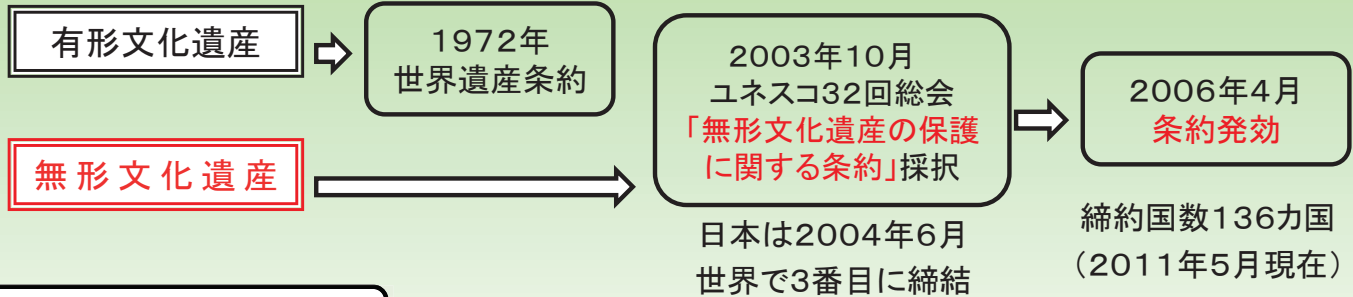 有形文化遺産
1972年
世界遺産条約
無形文化遺産
2003年10月
ユネスコ32回総会
「無形文化遺産の保護
に関する条約」採択
日本は2004年6月
世界で3番目に締結
2006年4月
条約発効
締約国数136カ国
（2011年5月現在）